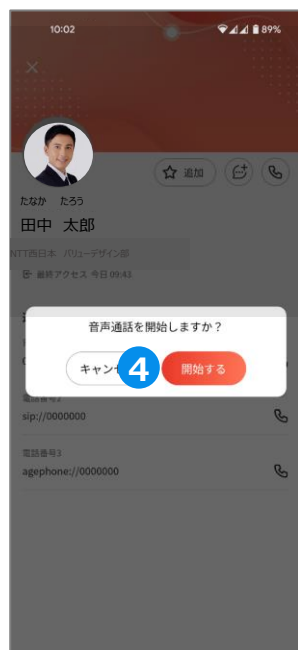 10:02
89%
追加
たなか たろう
田中 太郎
NTT西日本 バリューデザイン部
最終アクセス 今日 09:43
音声通話を開始しますか？
キャンセ
4
開始する
電話番号2
sip://0000000
電話番号3
agephone://0000000